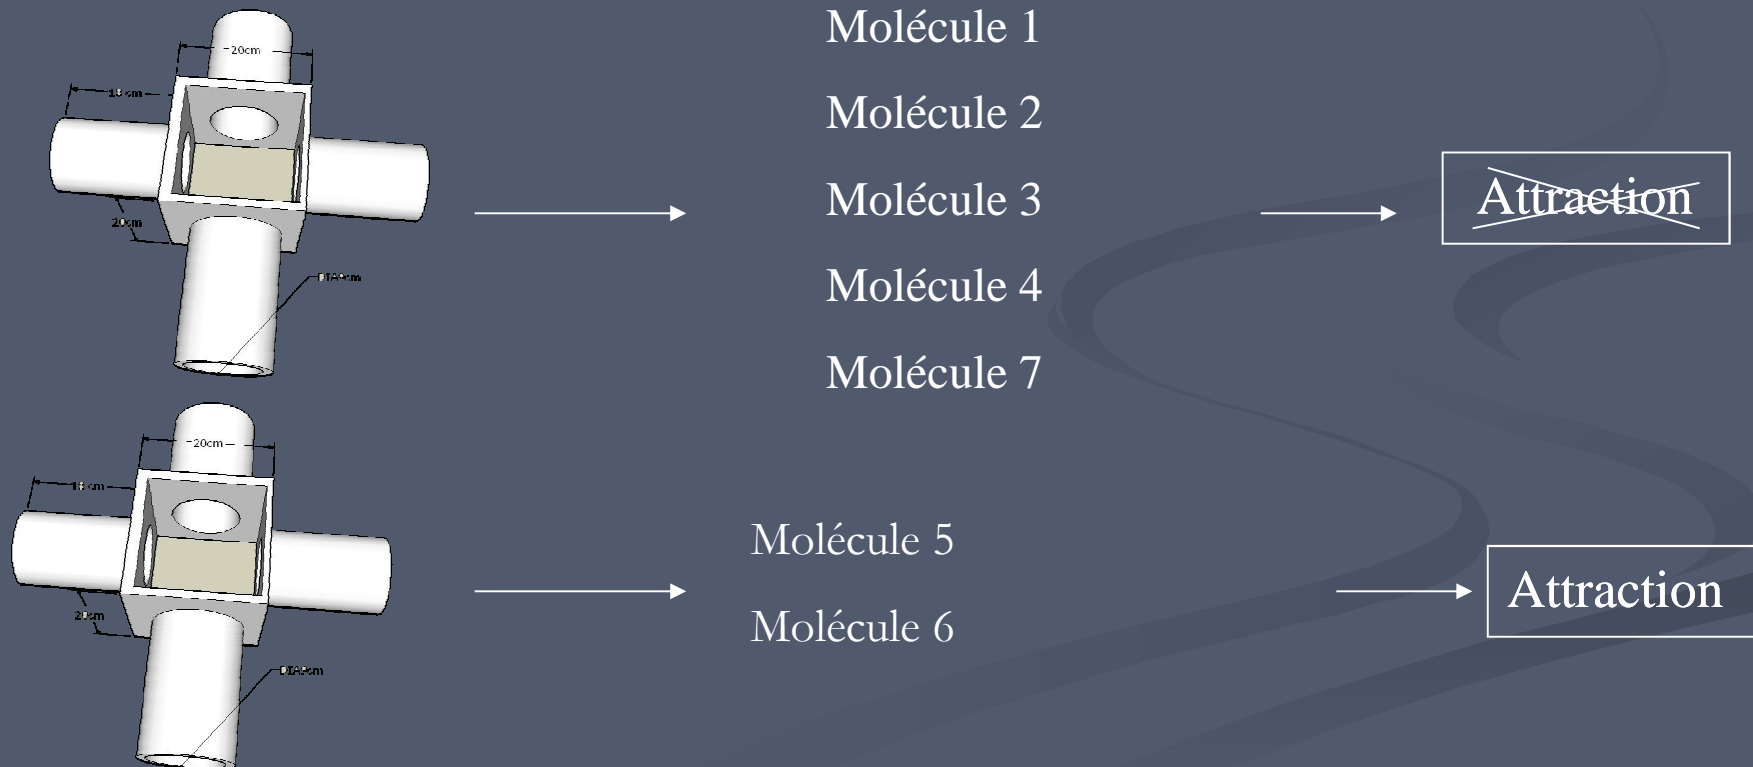 20cm
Molécule 1
Molécule 2
Molécule 3
Attraction
20cm
Molécule 4
Molécule 7
20cm
Molécule 5
Attraction
20cm
Molécule 6